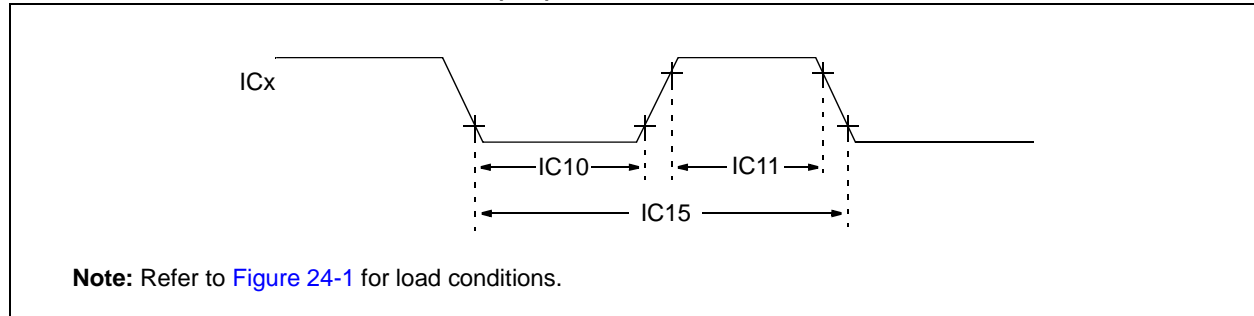 ICx
IC10
IC11
IC15
Note: Refer to Figure 24-1 for load conditions.